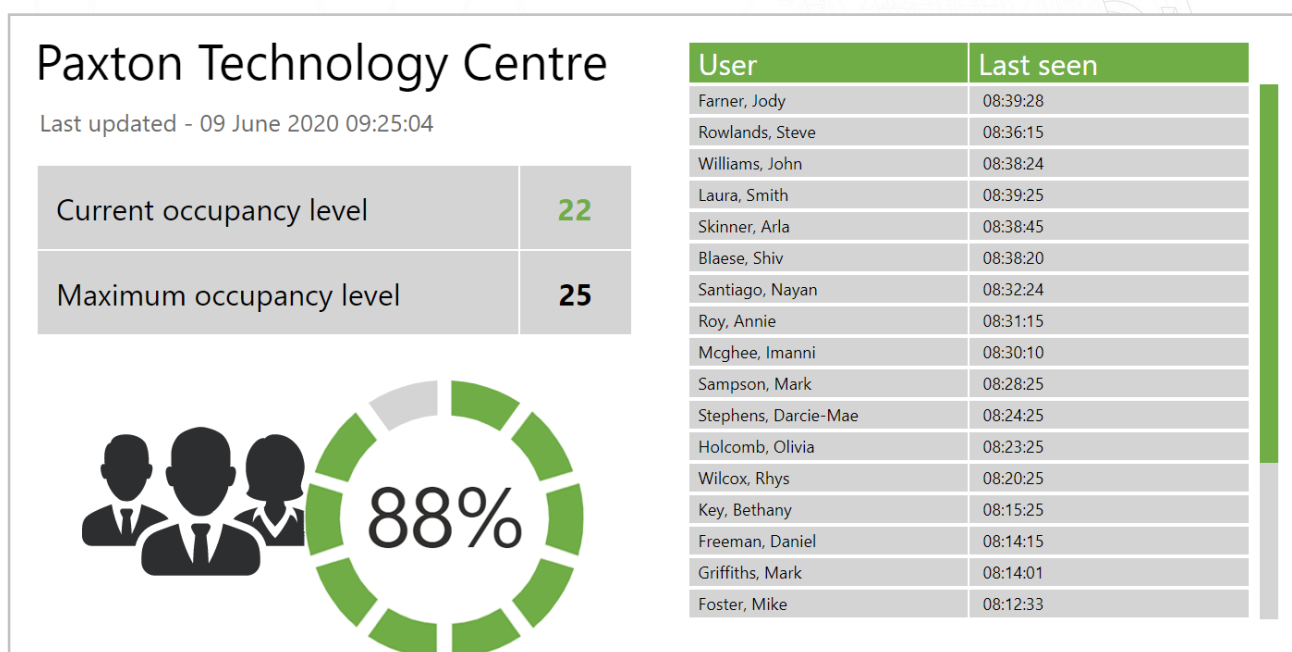 Paxton Technology Centre
Last updated - 09 June 2020 09:25:04
Current occupancy level 22
Maximum occupancy level 25
88%
User Last seen
Farner, Jody 08:39:28
Rowlands, Steve 08:36:15
Williams, John 08:38:24
Laura, Smith 08:39:25
Skinner, Arla 08:38:45
Blaese, Shiv 08:38:20
Santiago, Nayan 08:32:24
Roy, Annie 08:31:15
Mcghee, Imanni 08:30:10
Sampson, Mark 08:28:25
Stephens, Darcie-Mae 08:24:25
Holcomb, Olivia 08:23:25
Wilcox, Rhys 08:20:25
Key, Bethany 08:15:25
Freeman, Daniel 08:14:15
Griffiths, Mark 08:14:01
Foster, Mike 08:12:33